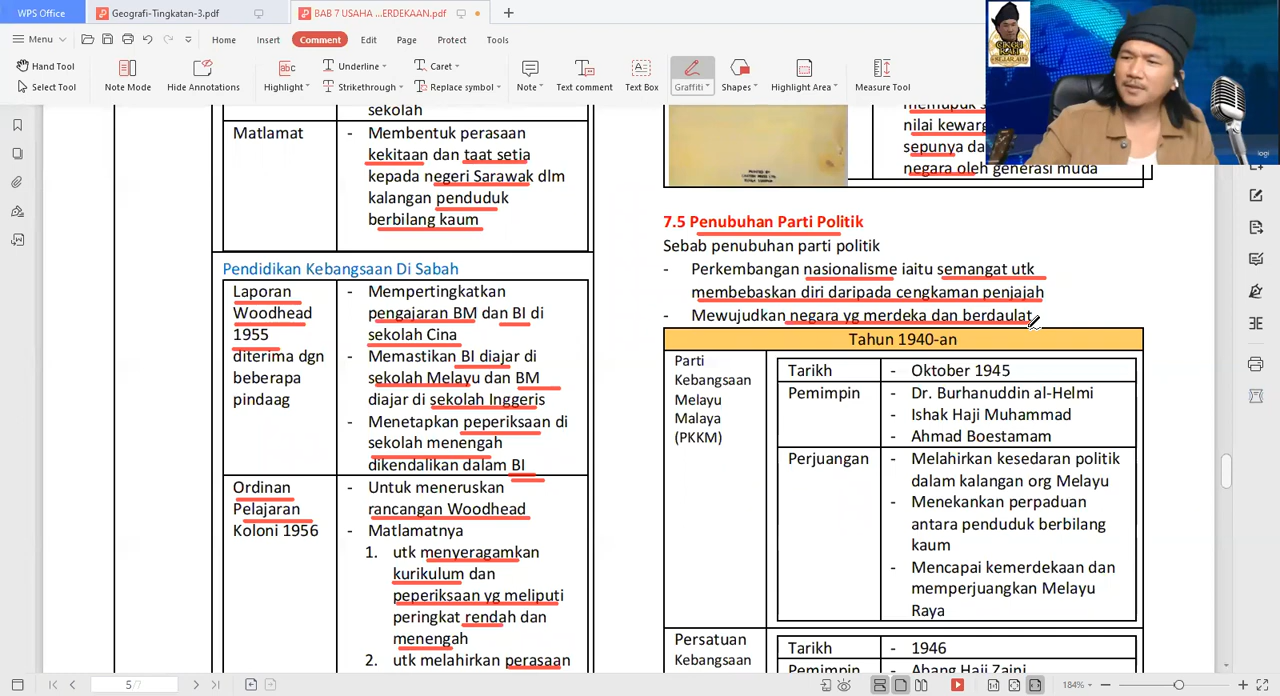 WPS Office
Geografi-Tingkatan-3.pdf
BAB 7 USAHA ...ERDEKAAN.pdf
Menu
Home
Insert
Comment
Edit
Page
Protect
Tools
Hand Tool
Select Tool
Note Mode
Hide Annotations
Highlight
Underline
Strikethrough
Caret
Replace symbol
Note
Text comment
Text Box
Graffiti
Shapes
Highlight Area
Measure Tool
sekolah
Matlamat
- Membentuk perasaan
kekitaan dan taat setia
kepada negeri Sarawak dlm
kalangan penduduk
berbilang kaum
Pendidikan Kebangsaan Di Sabah
Laporan
Woodhead
1955
diterima dgn
beberapa
pindaag
- Mempertingkatkan
pengajaran BM dan BI di
sekolah Cina
- Memastikan BI diajar di
sekolah Melayu dan BM
diajar di sekolah Inggeris
- Menetapkan peperiksaan di
sekolah menengah
dikendalikan dalam BI
Ordinan
Pelajaran
Koloni 1956
- Untuk meneruskan
rancangan Woodhead
- Matlamatnya
1. utk menyeragamkan
kurikulum dan
peperiksaan yg meliputi
peringkat rendah dan
menengah
2. utk melahirkan perasaan
memupuk
nilai
sepunya
negara oleh generasi muda
7.5 Penubuhan Parti Politik
Sebab penubuhan parti politik
- Perkembangan nasionalisme iaitu semangat utk
membebaskan diri daripada cengkaman penjajah
- Mewujudkan negara yg merdeka dan berdaulat
Tahun 1940-an
Parti
Kebangsaan
Melayu
Malaya
(PKKM)
Tarikh
- Oktober 1945
Pemimpin
- Dr. Burhanuddin al-Helmi
- Ishak Haji Muhammad
- Ahmad Boestamam
Perjuangan
- Melahirkan kesedaran politik
dalam kalangan org Melayu
- Menekankan perpaduan
antara penduduk berbilang
kaum
- Mencapai kemerdekaan dan
memperjuangkan Melayu
Raya
Persatuan
Kebangsaan
Tarikh
- 1946
Pemimpin
- Abang Haji Zaini
5/7
184%